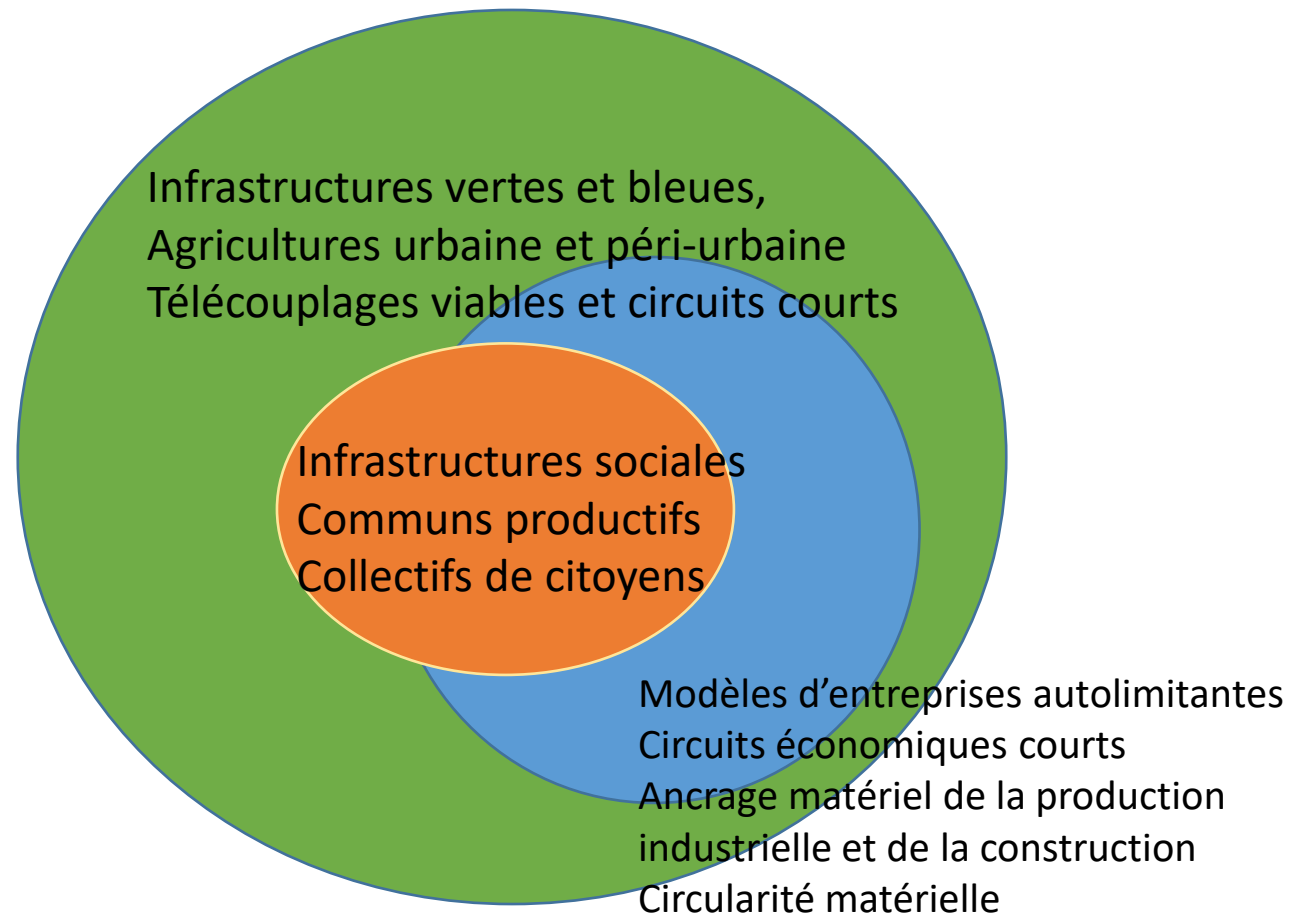 Infrastructures vertes et bleues,
Agricultures urbaine et péri-urbaine
Télécouplages viables et circuits courts
Infrastructures sociales
Communs productifs
Collectifs de citoyens
Modèles d’entreprises autolimitantes
Circuits économiques courts
Ancrage matériel de la production
industrielle et de la construction
Circularité matérielle